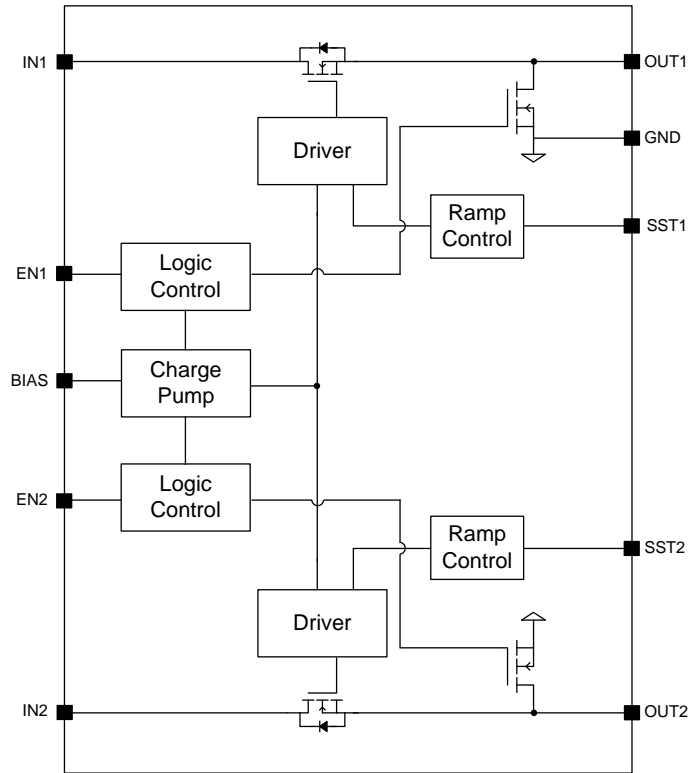 IN1
OUT1
Driver
GND
Ramp
Control
SST1
EN1
Logic
Control
BIAS
Charge
Pump
EN2
Logic
Control
Ramp
Control
SST2
Driver
IN2
OUT2